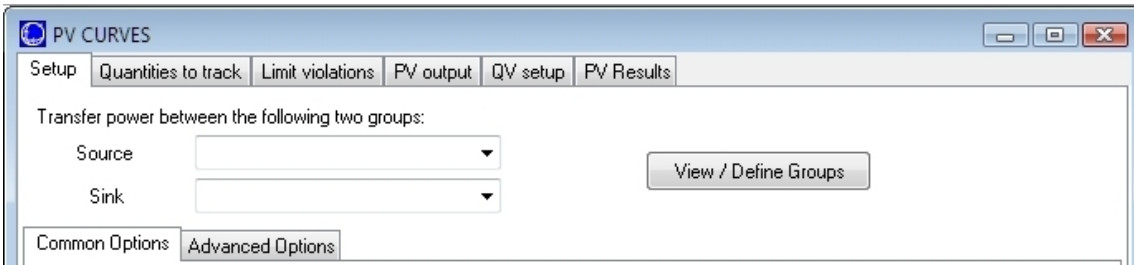 PV CURVES
Setup Quantities to track Limit violations PV output QV setup PV Results
Transfer power between the following two groups:
Source
View / Define Groups
Sink
Common Options Advanced Options